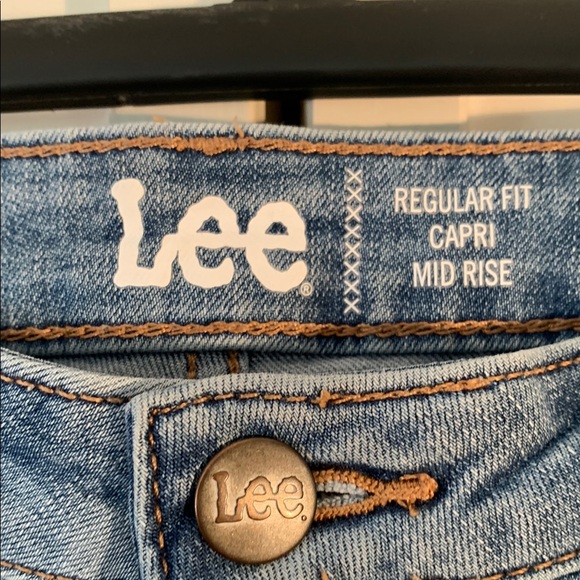 Lee®
REGULAR FIT
CAPRI
MID RISE
Lee.